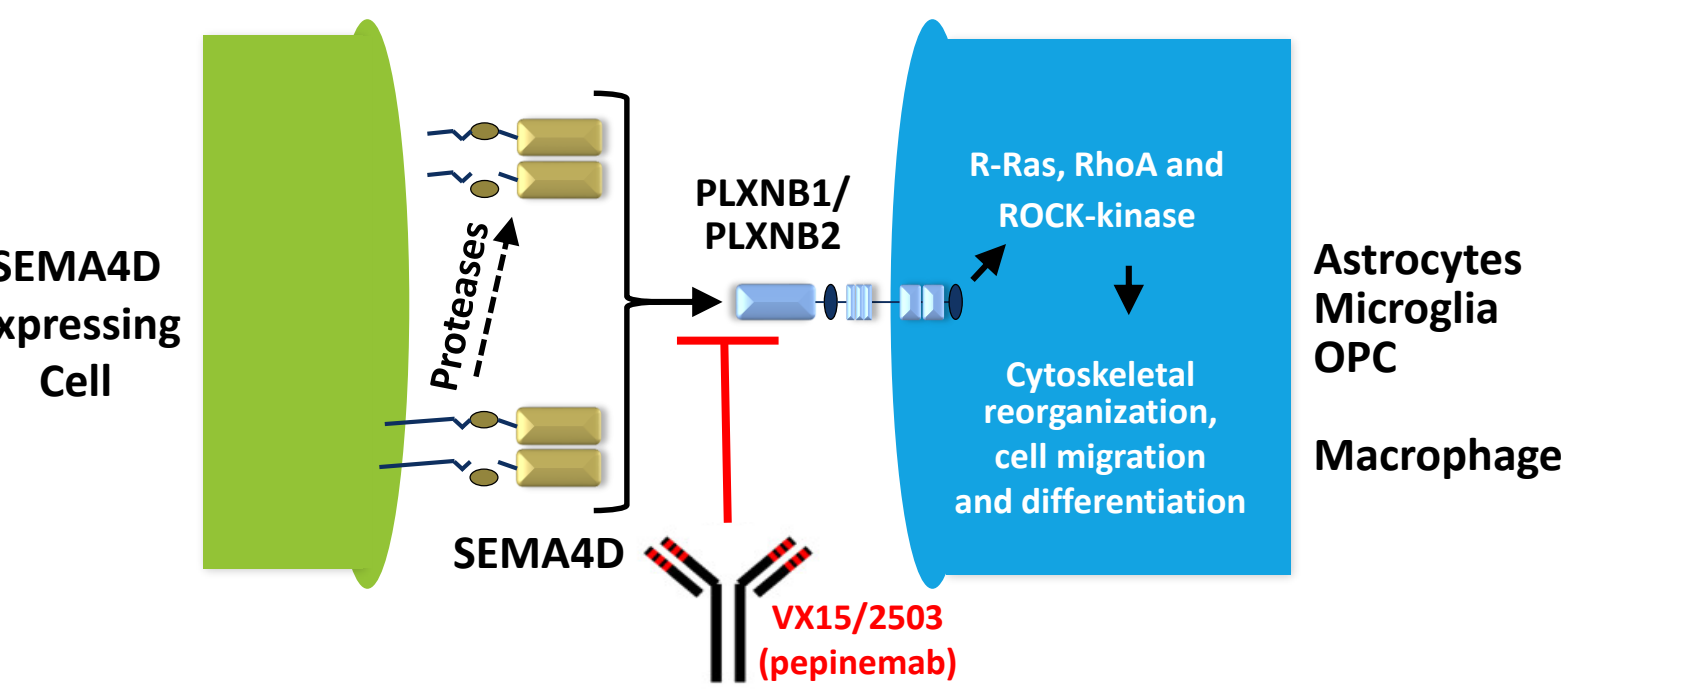 SEMA4D
xpressing
Cell
Proteases
SEMA4D
PLXNB1/
PLXNB2
VX15/2503
(pepinemab)
R-Ras, RhoA and
ROCK-kinase
Cytoskeletal
reorganization,
cell migration
and differentiation
Astrocytes
Microglia
OPC
Macrophage